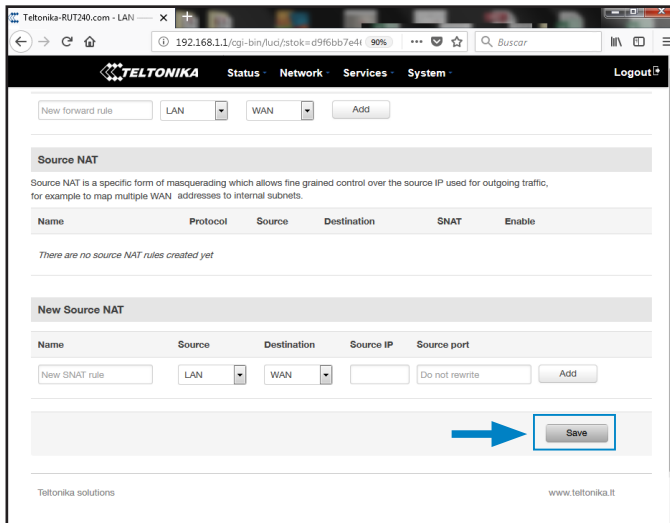 Teltonika-RUT240.com - LAN
192.168.1.1/cgi-bin/luci/;stok=d9f6bb7e4 90% Buscar
TELTONIKA Status Network Services System Logout
New forward rule LAN WAN Add
Source NAT
Source NAT is a specific form of masquerading which allows fine grained control over the source IP used for outgoing traffic,
for example to map multiple WAN addresses to internal subnets.
Name Protocol Source Destination SNAT Enable
There are no source NAT rules created yet
New Source NAT
Name Source Destination Source IP Source port
New SNAT rule LAN WAN Do not rewrite Add
Save
Teltonika solutions www.teltonika.lt